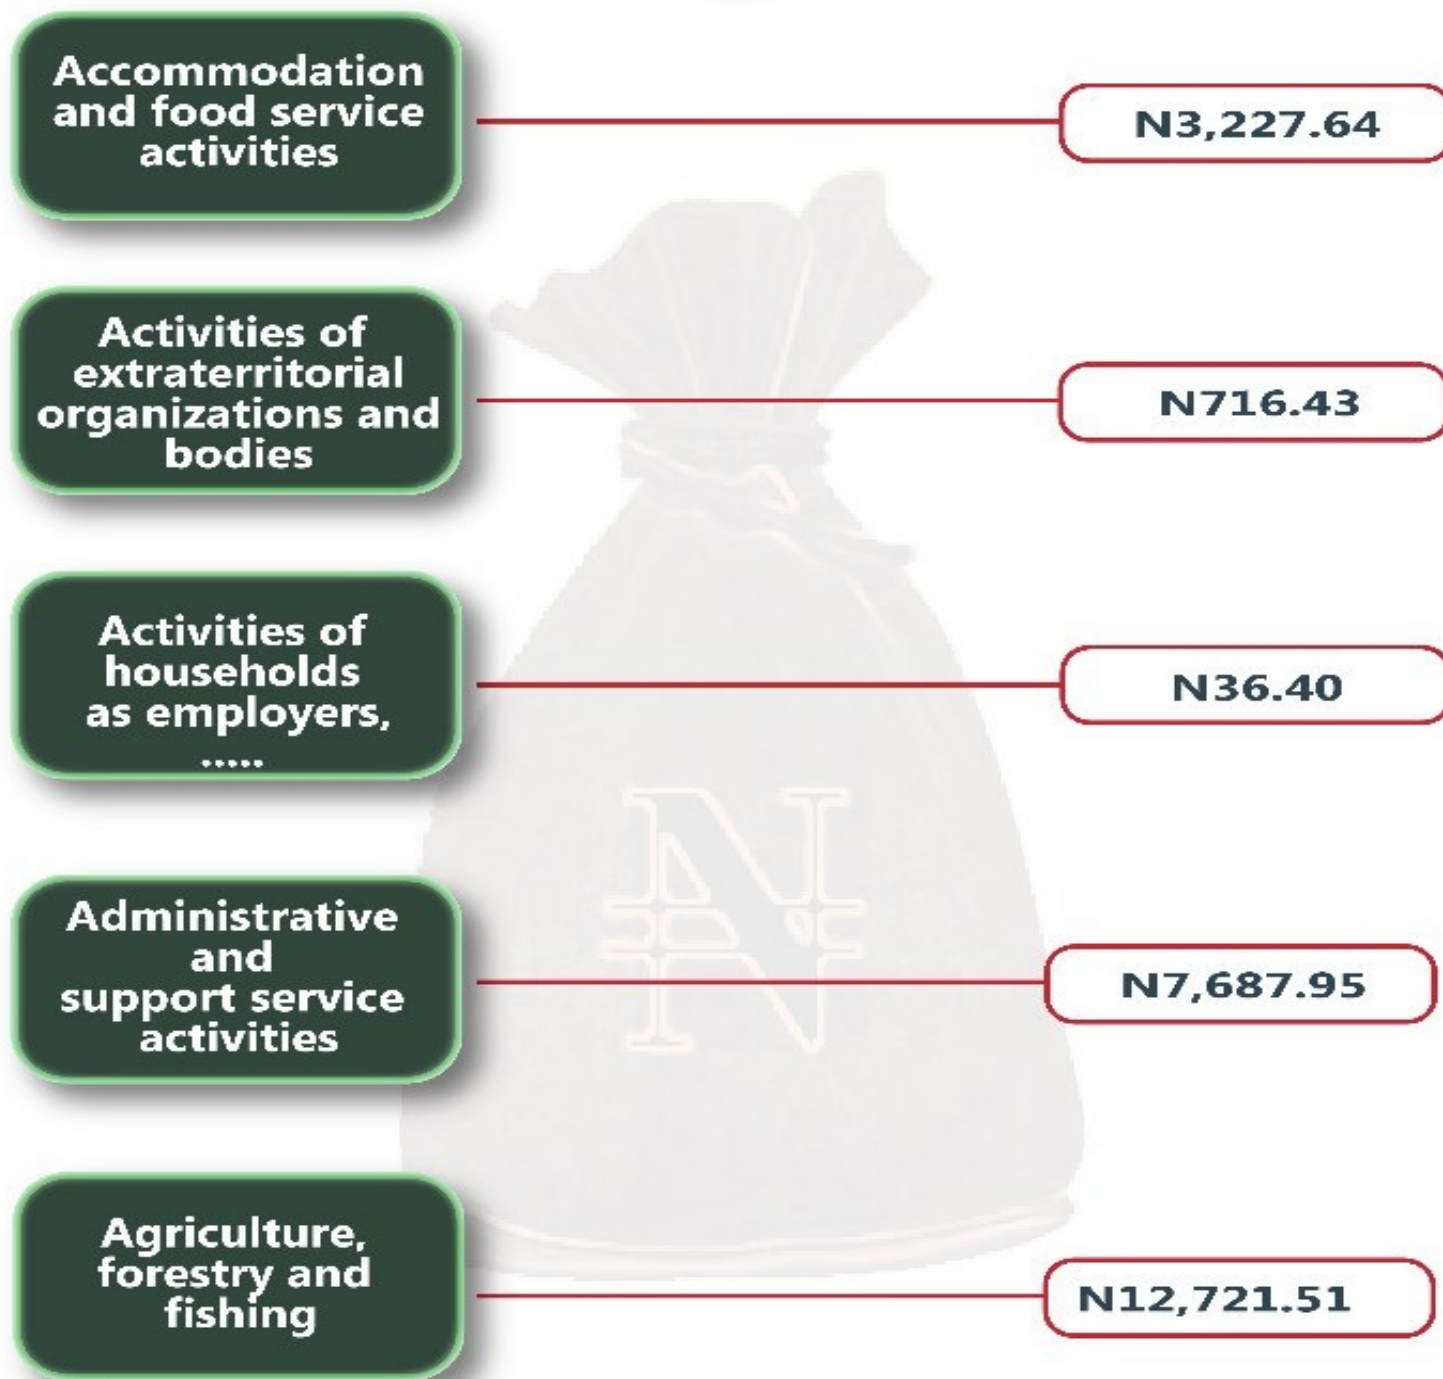 Accommodation
and food service
activities
N3,227.64
Activities of
extraterritorial
organizations and
bodies
N716.43
Activities of
households
as employers,
.....
N36.40
Administrative
and
support service
activities
N7,687.95
Agriculture,
forestry and
fishing
N12,721.51
₦